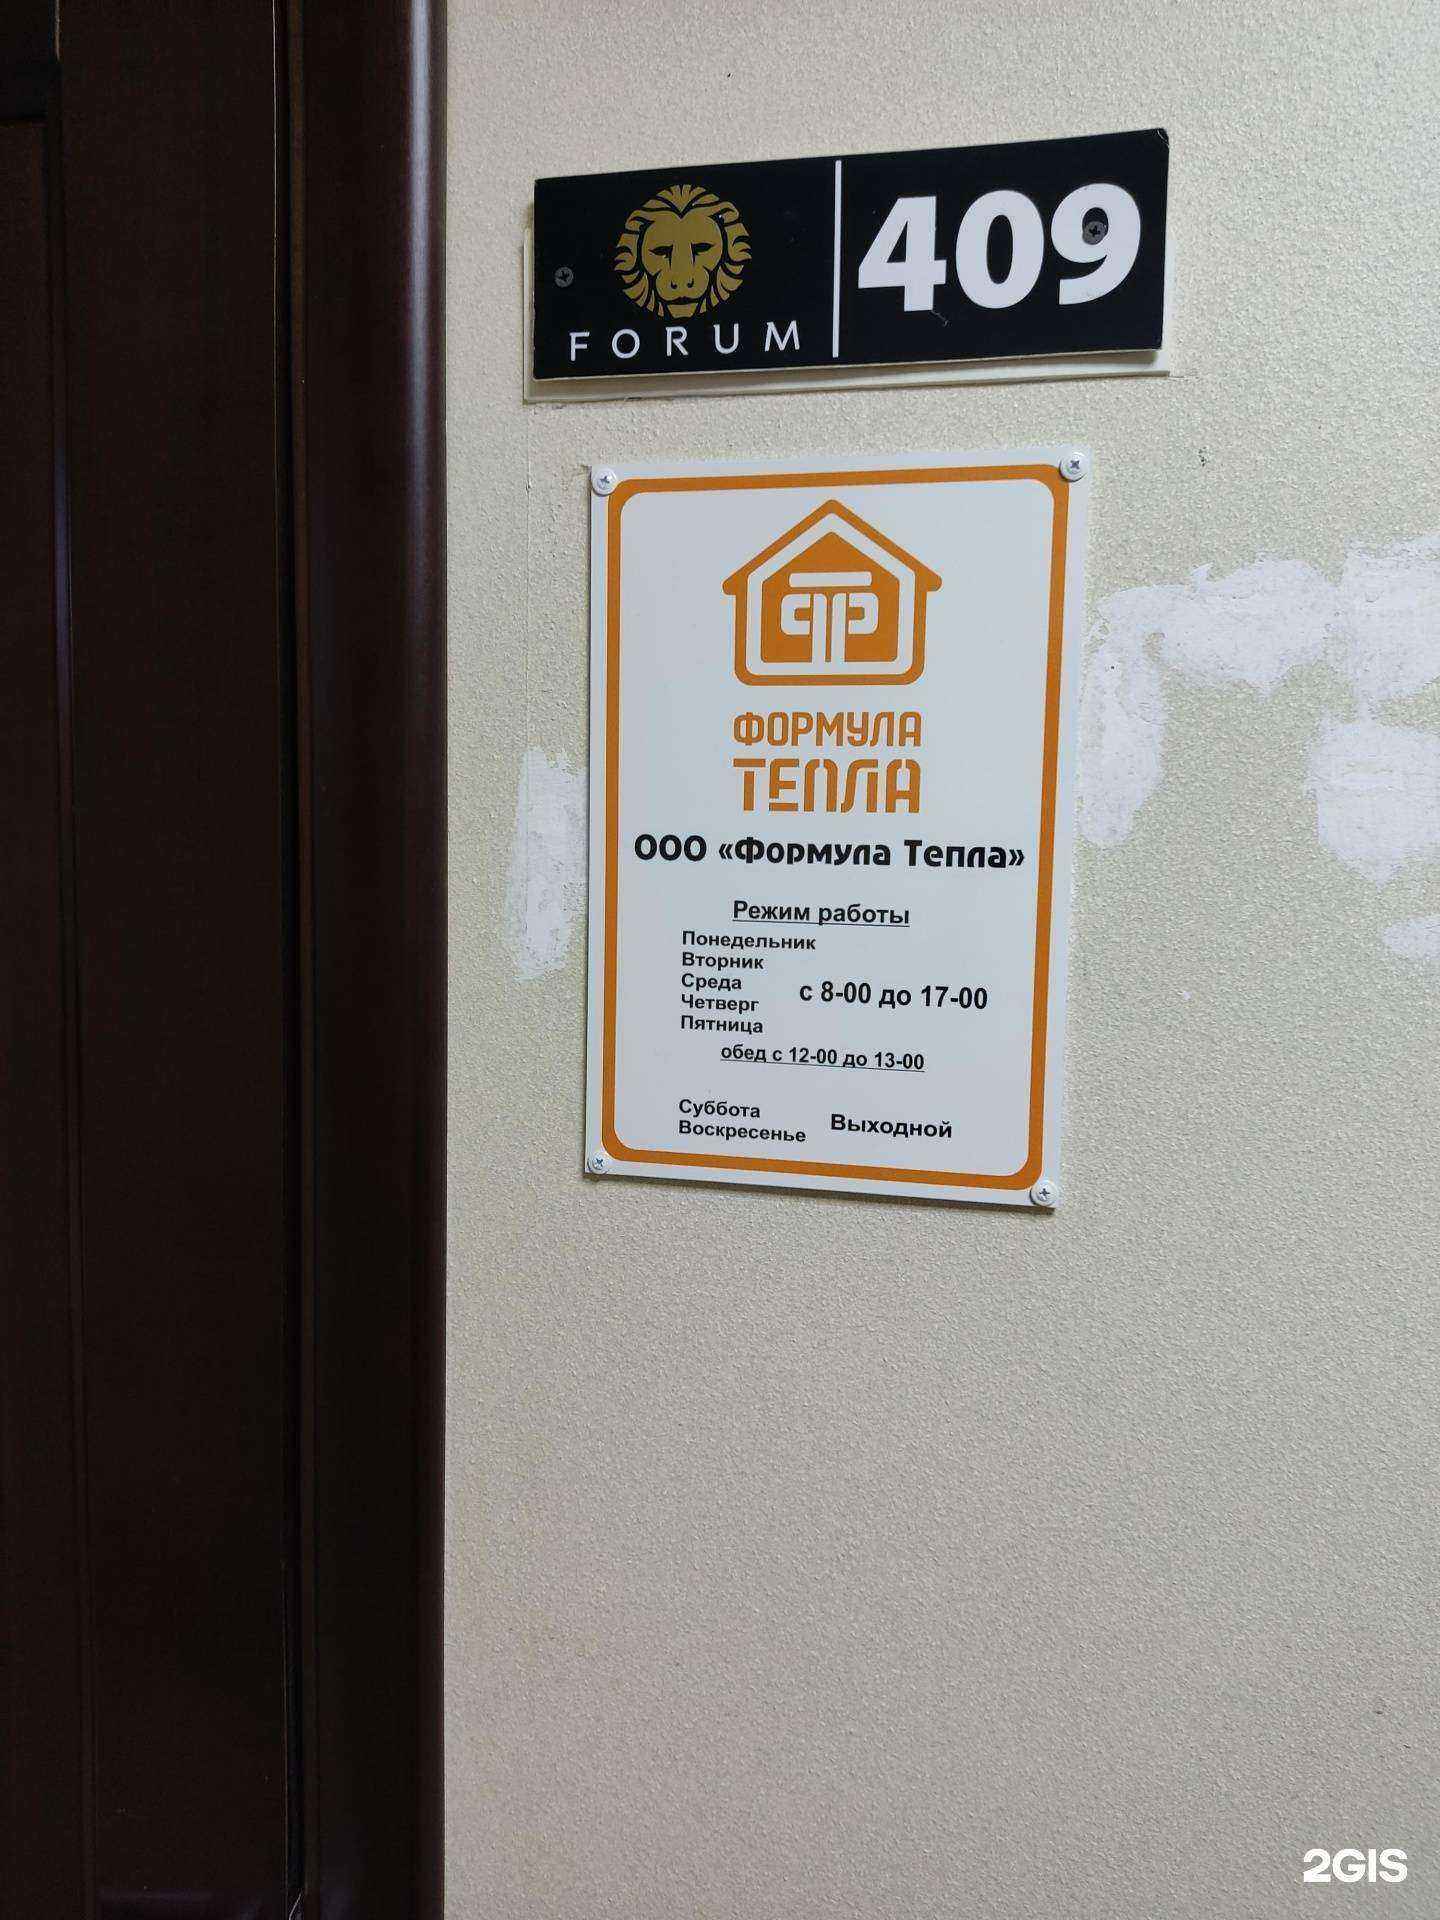 FORUM 409
ФОРМУЛА
ТЕПЛА
ООО «Формула Тепла»
Режим работы
Понедельник
Вторник
Среда
Четверг
Пятница
с 8-00 до 17-00
обед с 12-00 до 13-00
Суббота
Воскресенье
Выходной
2GIS